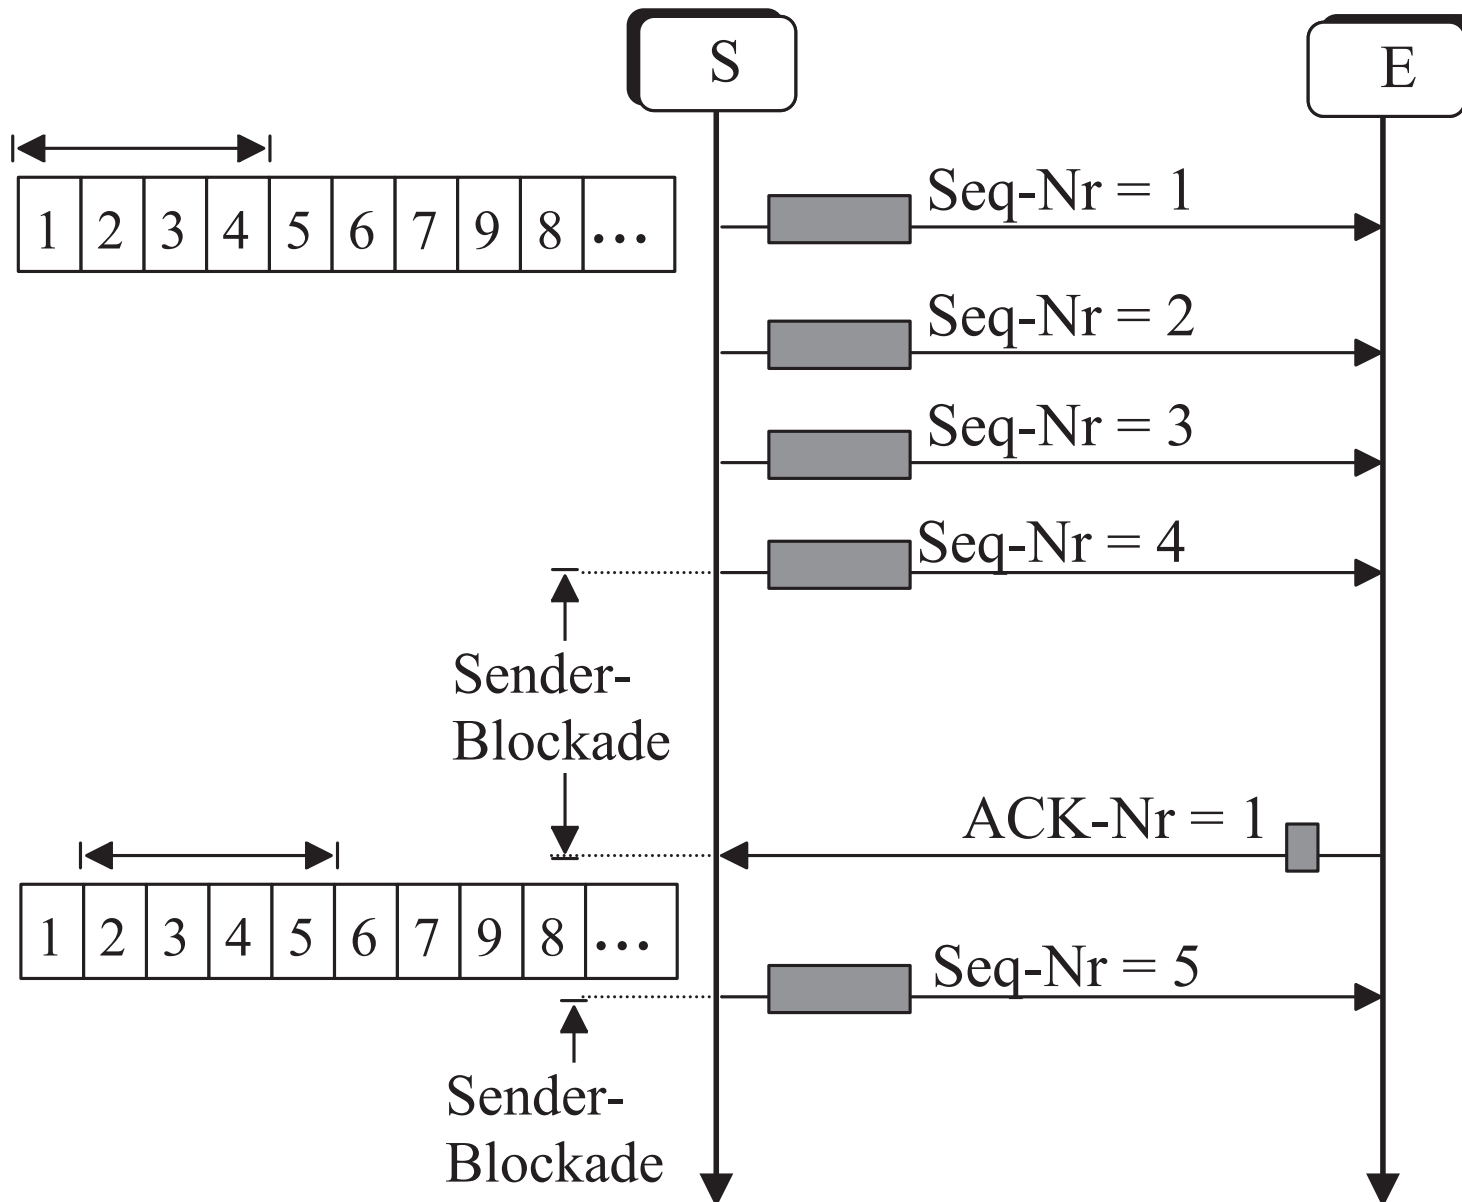 S
E
1 2 3 4 5 6 7 9 8 ...
Seq-Nr = 1
Seq-Nr = 2
Seq-Nr = 3
Seq-Nr = 4
Sender-
Blockade
ACK-Nr = 1
1 2 3 4 5 6 7 9 8 ...
Seq-Nr = 5
Sender-
Blockade